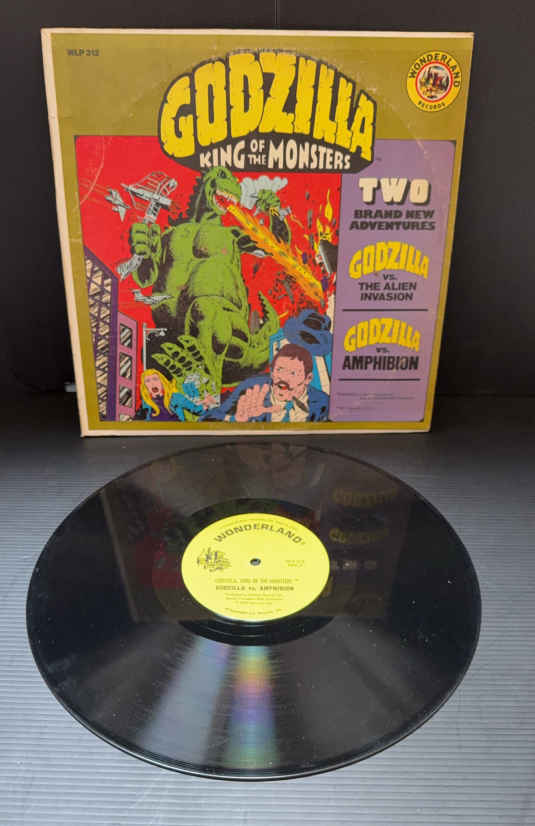 WLP 312
GODZILLA
KING OF THE MONSTERS
WONDERLAND
RECORDS
TWO
BRAND NEW
ADVENTURES
GODZILLA
vs.
THE ALIEN
INVASION
GODZILLA
vs.
AMPHIBION
WONDERLAND
GODZILLA, KING OF THE MONSTERS
GODZILLA vs. AMPHIBION